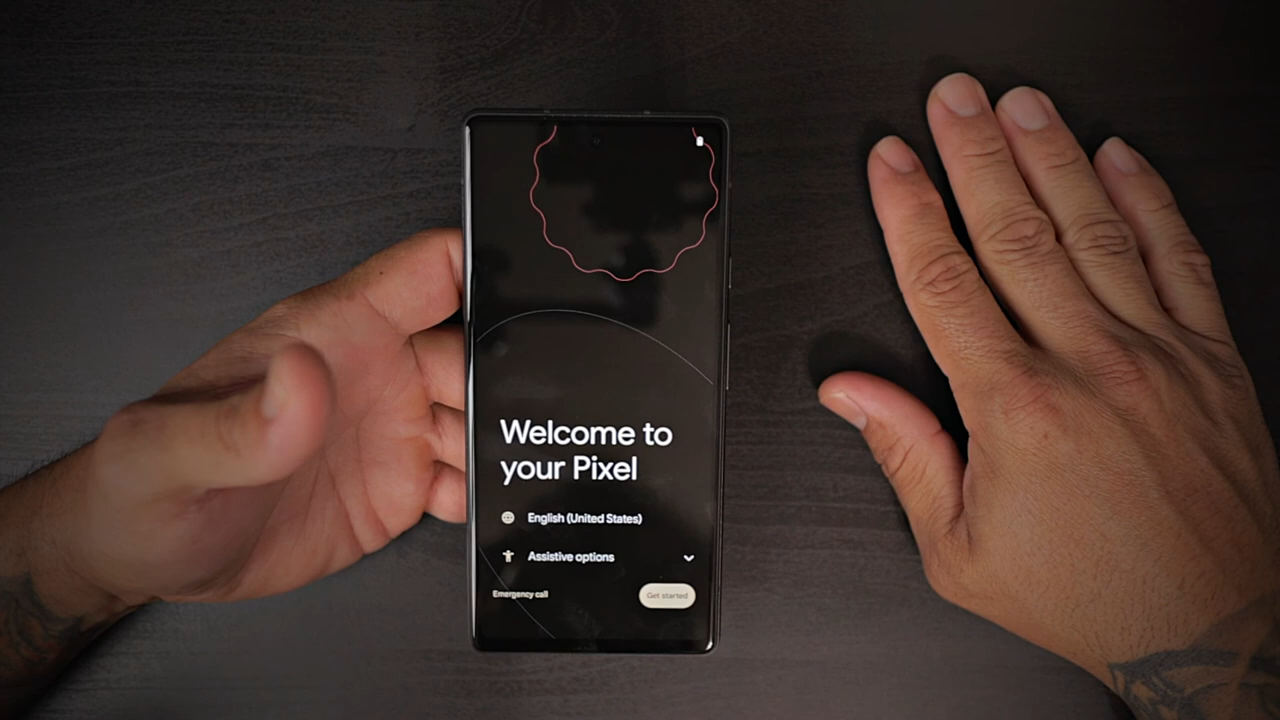 Welcome to
your Pixel
English (United States)
Assistive options
Emergency call
Get started